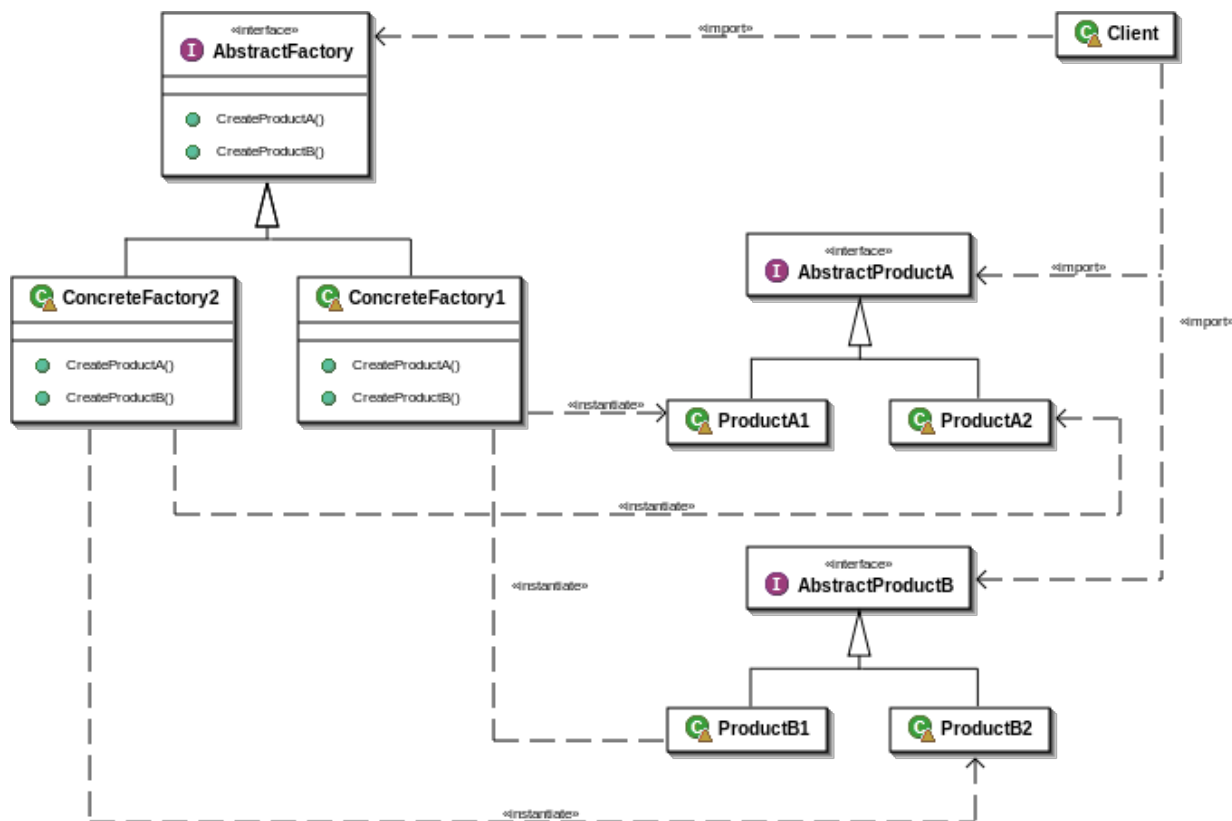 «interface»
I AbstractFactory
CreateProductA()
CreateProductB()
«import»
C Client
C ConcreteFactory2
CreateProductA()
CreateProductB()
C ConcreteFactory1
CreateProductA()
CreateProductB()
«interface»
I AbstractProductA
«import»
«import»
«instantiate»
C ProductA1
C ProductA2
«instantiate»
«instantiate»
«interface»
I AbstractProductB
C ProductB1
C ProductB2
«instantiate»